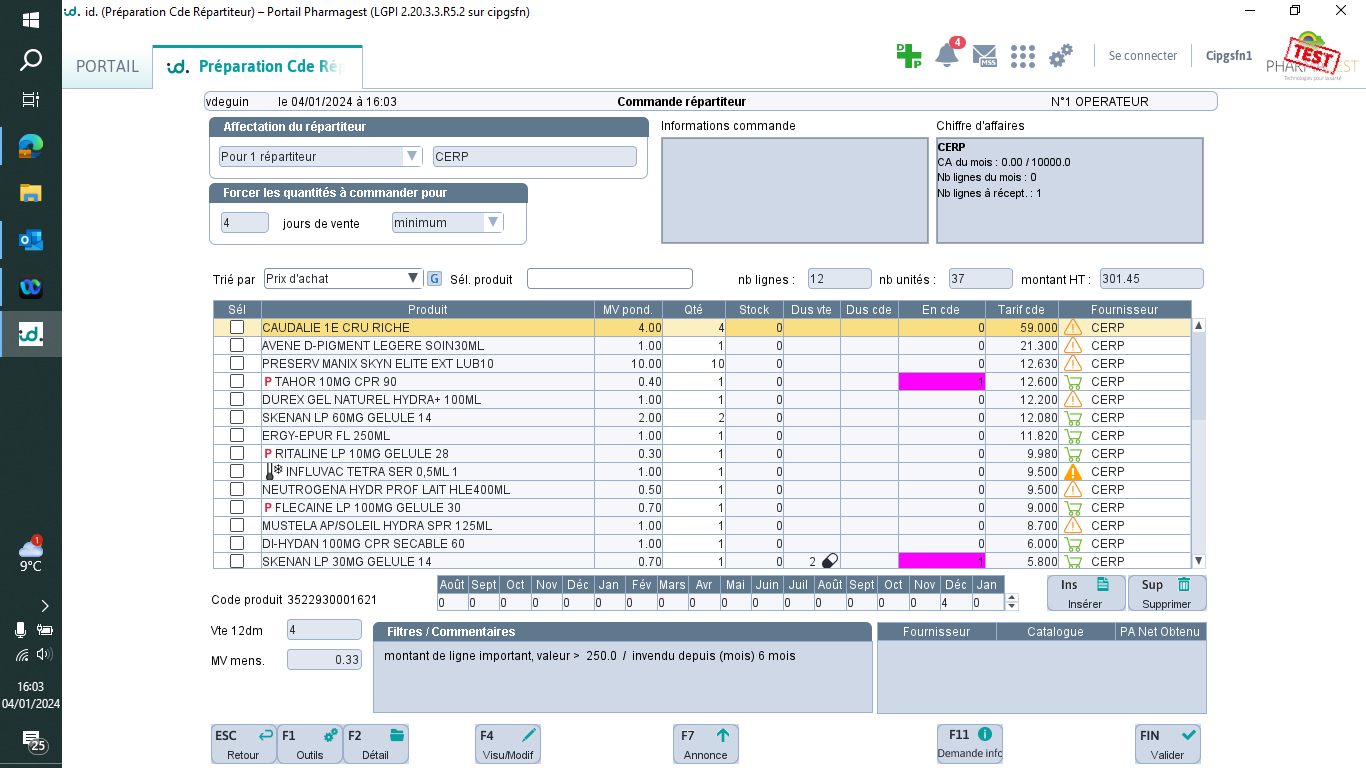 id. (Préparation Cde Répartiteur) – Portail Pharmagest (LGPI 2.20.3.3.R5.2 sur cipgsfn)
PORTAIL
id. Préparation Cde Rép
D P
4
MSS
Se connecter
Cipgsfn1
TEST
Technologies pour la santé
vdeguin le 04/01/2024 à 16:03 Commande répartiteur N°1 OPERATEUR
Affectation du répartiteur
Pour 1 répartiteur CERP
Forcer les quantités à commander pour
4 jours de vente minimum
Informations commande
Chiffre d'affaires
CERP
CA du mois : 0.00 / 10000.0
Nb lignes du mois : 0
Nb lignes à récept. : 1
Trié par Prix d'achat G Sél. produit nb lignes : 12 nb unités : 37 montant HT : 301.45
Sél Produit MV pond. Qté Stock Dus vte Dus cde En cde Tarif cde Fournisseur
CAUDALIE 1E CRU RICHE 4.00 4 0 0 59.000 CERP
AVENE D-PIGMENT LEGERE SOIN30ML 1.00 1 0 0 21.300 CERP
PRESERV MANIX SKYN ELITE EXT LUB10 10.00 10 0 0 12.630 CERP
P TAHOR 10MG CPR 90 0.40 1 0 1 12.600 CERP
DUREX GEL NATUREL HYDRA+ 100ML 1.00 1 0 0 12.200 CERP
SKENAN LP 60MG GELULE 14 2.00 2 0 0 12.080 CERP
ERGY-EPUR FL 250ML 1.00 1 0 0 11.820 CERP
P RITALINE LP 10MG GELULE 28 0.30 1 0 0 9.980 CERP
INFLUVAC TETRA SER 0,5ML 1 1.00 1 0 0 9.500 CERP
NEUTROGENA HYDR PROF LAIT HLE400ML 0.50 1 0 0 9.500 CERP
P FLECAINE LP 100MG GELULE 30 0.70 1 0 0 9.000 CERP
MUSTELA AP/SOLEIL HYDRA SPR 125ML 1.00 1 0 0 8.700 CERP
DI-HYDAN 100MG CPR SECABLE 60 1.00 1 0 0 6.000 CERP
SKENAN LP 30MG GELULE 14 0.70 1 0 2 1 5.800 CERP
Août Sept Oct Nov Déc Jan Fév Mars Avr Mai Juin Juil Août Sept Oct Nov Déc Jan
Code produit 3522930001621 0 0 0 0 0 0 0 0 0 0 0 0 0 0 0 0 4 0
Ins Insérer
Sup Supprimer
Vte 12dm 4
MV mens. 0.33
Filtres / Commentaires
montant de ligne important, valeur > 250.0 / invendu depuis (mois) 6 mois
Fournisseur Catalogue PA Net Obtenu
ESC Retour
F1 Outils
F2 Détail
F4 Visu/Modif
F7 Annonce
F11 Demande info
FIN Valider
id.
1
9°C
16:03
04/01/2024
25